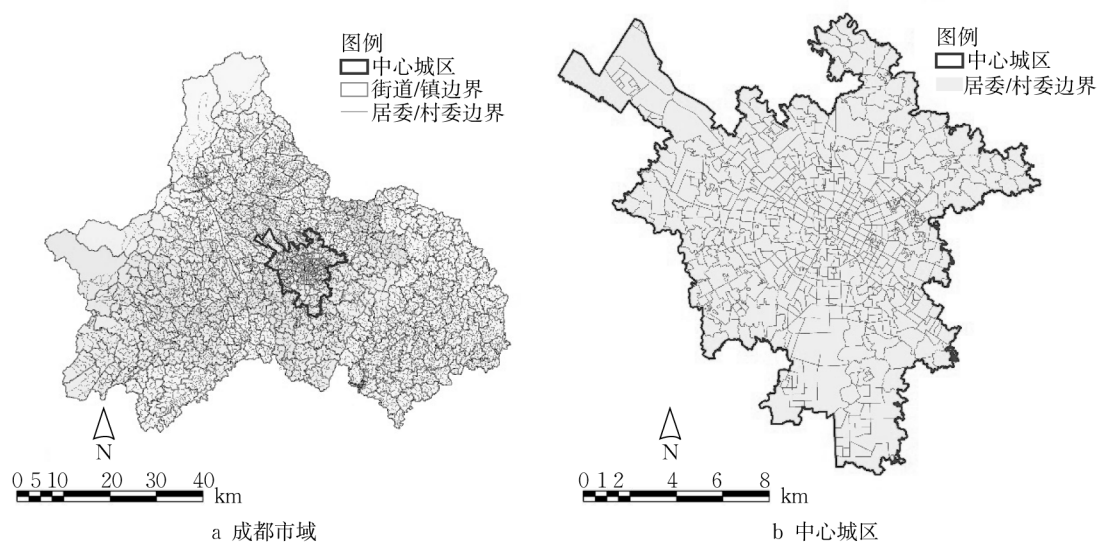 图例
中心城区
街道/镇边界
居委/村委边界
N
0 5 10 20 30 40
km
a 成都市域
图例
中心城区
居委/村委边界
N
0 1 2 4 6 8
km
b 中心城区